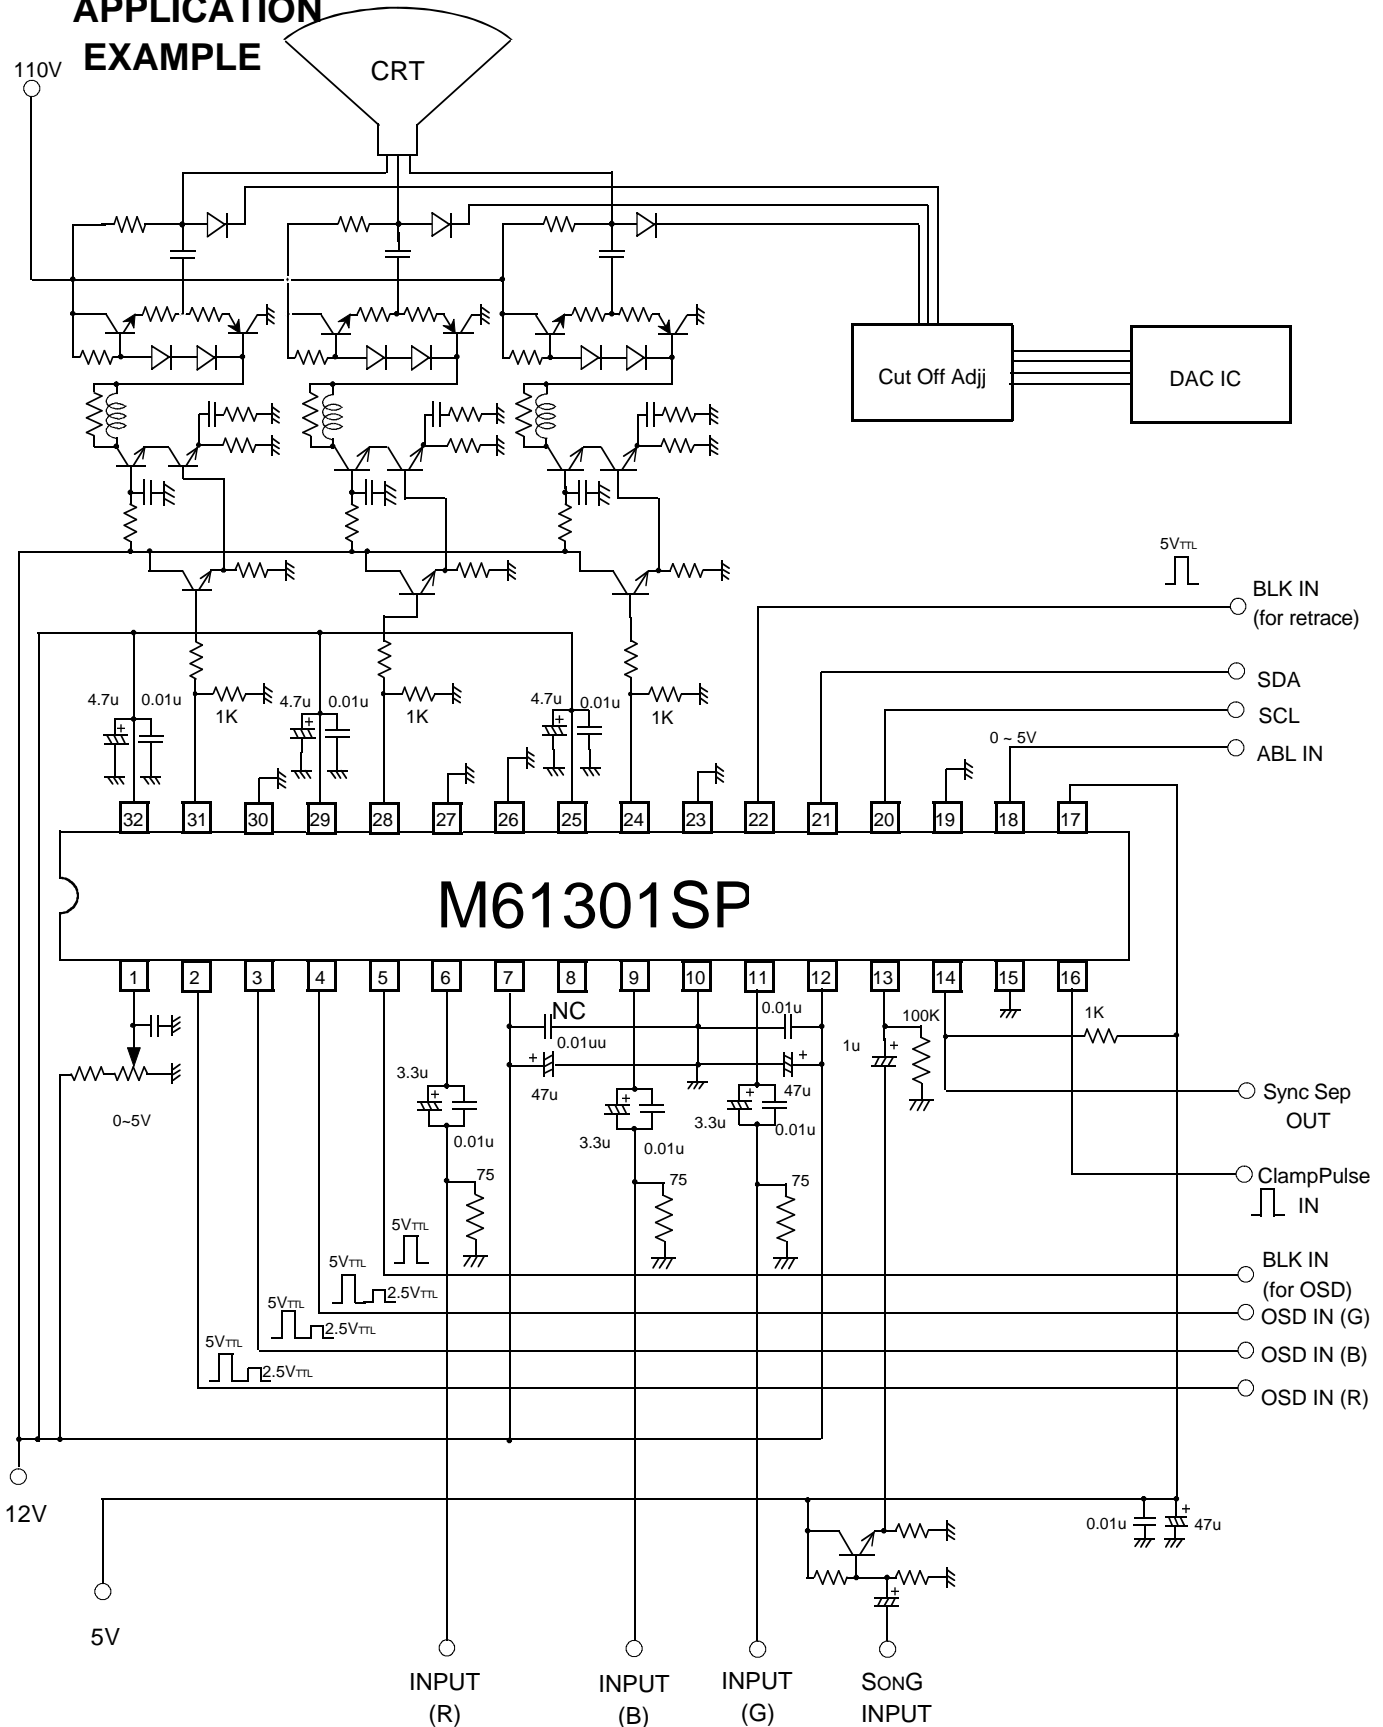 APPLICATION
EXAMPLE
110V
CRT
Cut Off Adjj
DAC IC
5VTTL
BLK IN
(for retrace)
SDA
SCL
0 ~ 5V
ABL IN
4.7u 0.01u
1K
4.7u 0.01u
1K
4.7u 0.01u
1K
32 31 30 29 28 27 26 25 24 23 22 21 20 19 18 17
M61301SP
1 2 3 4 5 6 7 8 9 10 11 12 13 14 15 16
NC
0.01uu
0.01u
100K
1K
1u
47u
47u
0~5V
3.3u
0.01u
3.3u
0.01u
3.3u
0.01u
75
75
75
Sync Sep
OUT
ClampPulse
IN
5VTTL
BLK IN
(for OSD)
5VTTL
2.5VTTL
OSD IN (G)
5VTTL
2.5VTTL
OSD IN (B)
5VTTL
2.5VTTL
OSD IN (R)
12V
5V
0.01u
47u
INPUT
(R)
INPUT
(B)
INPUT
(G)
SONG
INPUT